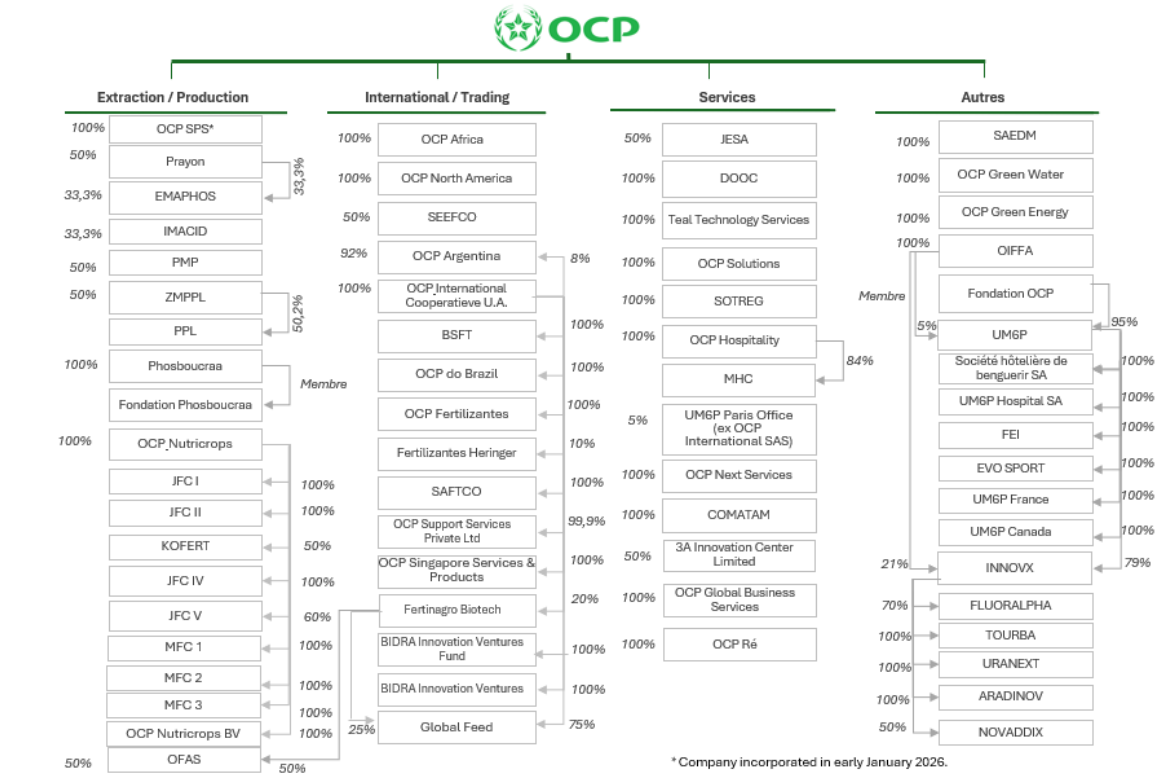 OCP
Extraction / Production
100%
OCP SPS*
50%
Prayon
33,3%
33,3%
EMAPHOS
33,3%
IMACID
50%
PMP
50%
ZMPPL
50,2%
PPL
100%
Phosboucraa
Membre
Fondation Phosboucraa
100%
OCP_Nutricrops
JFC I
100%
JFC II
100%
KOFERT
50%
JFC IV
100%
JFC V
60%
MFC 1
100%
MFC 2
100%
MFC 3
100%
OCP Nutricrops BV
100%
50%
OFAS
50%
International / Trading
100%
OCP Africa
100%
OCP North America
50%
SEEFCO
92%
OCP Argentina
8%
100%
OCP_International
Cooperatieve U.A.
BSFT
100%
OCP do Brazil
100%
OCP Fertilizantes
100%
Fertilizantes Heringer
10%
SAFTCO
100%
OCP Support Services
Private Ltd
99,9%
OCP Singapore Services &
Products
100%
Fertinagro Biotech
20%
BIDRA Innovation Ventures
Fund
100%
BIDRA Innovation Ventures
100%
25%
Global Feed
75%
Services
50%
JESA
100%
DOOC
100%
Teal Technology Services
100%
OCP Solutions
100%
SOTREG
100%
OCP Hospitality
84%
MHC
5%
UM6P Paris Office
(ex OCP
International SAS)
100%
OCP Next Services
100%
COMATAM
50%
3A Innovation Center
Limited
100%
OCP Global Business
Services
100%
OCP Ré
Autres
100%
SAEDM
100%
OCP Green Water
100%
OCP Green Energy
100%
OIFFA
Membre
Fondation OCP
5%
UM6P
95%
Société hôtelière de
benguerir SA
100%
UM6P Hospital SA
100%
FEI
100%
EVO SPORT
100%
UM6P France
100%
UM6P Canada
100%
21%
INNOVX
79%
70%
FLUORALPHA
100%
TOURBA
100%
URANEXT
100%
ARADINOV
50%
NOVADDIX
* Company incorporated in early January 2026.